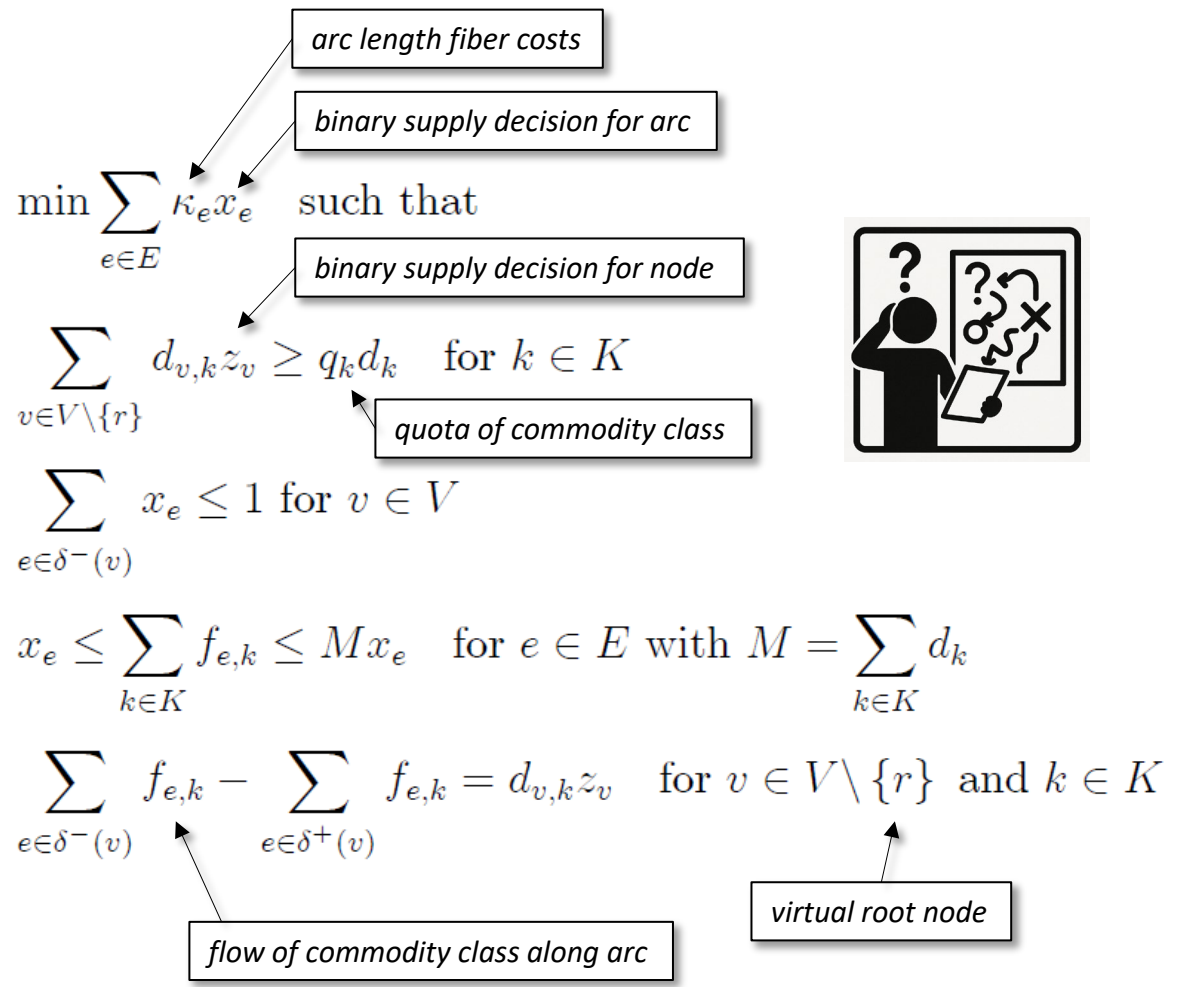 arc length fiber costs
binary supply decision for arc
min ∑_{e∈E} κ_e x_e such that
binary supply decision for node
∑_{v∈V\{r}} d_{v,k} z_v ≥ q_k d_k for k ∈ K
quota of commodity class
∑_{e∈δ⁻(v)} x_e ≤ 1 for v ∈ V
x_e ≤ ∑_{k∈K} f_{e,k} ≤ M x_e for e ∈ E with M = ∑_{k∈K} d_k
∑_{e∈δ⁻(v)} f_{e,k} − ∑_{e∈δ⁺(v)} f_{e,k} = d_{v,k} z_v for v ∈ V\{r} and k ∈ K
virtual root node
flow of commodity class along arc
? ?